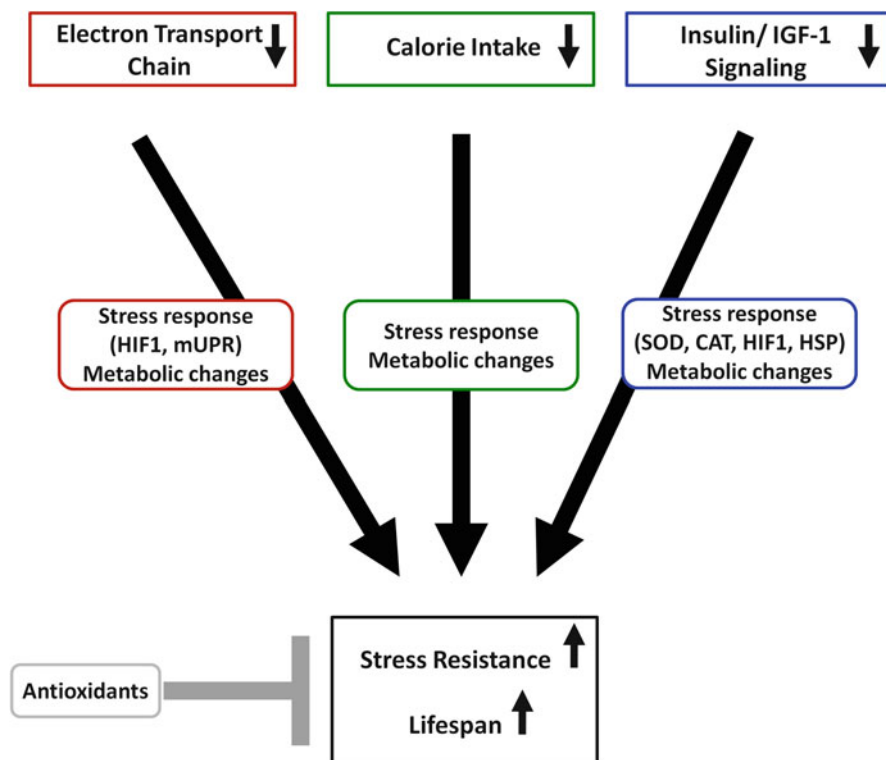 Electron Transport
Chain
Calorie Intake
Insulin/ IGF-1
Signaling
Stress response
(HIF1, mUPR)
Metabolic changes
Stress response
Metabolic changes
Stress response
(SOD, CAT, HIF1, HSP)
Metabolic changes
Antioxidants
Stress Resistance
Lifespan